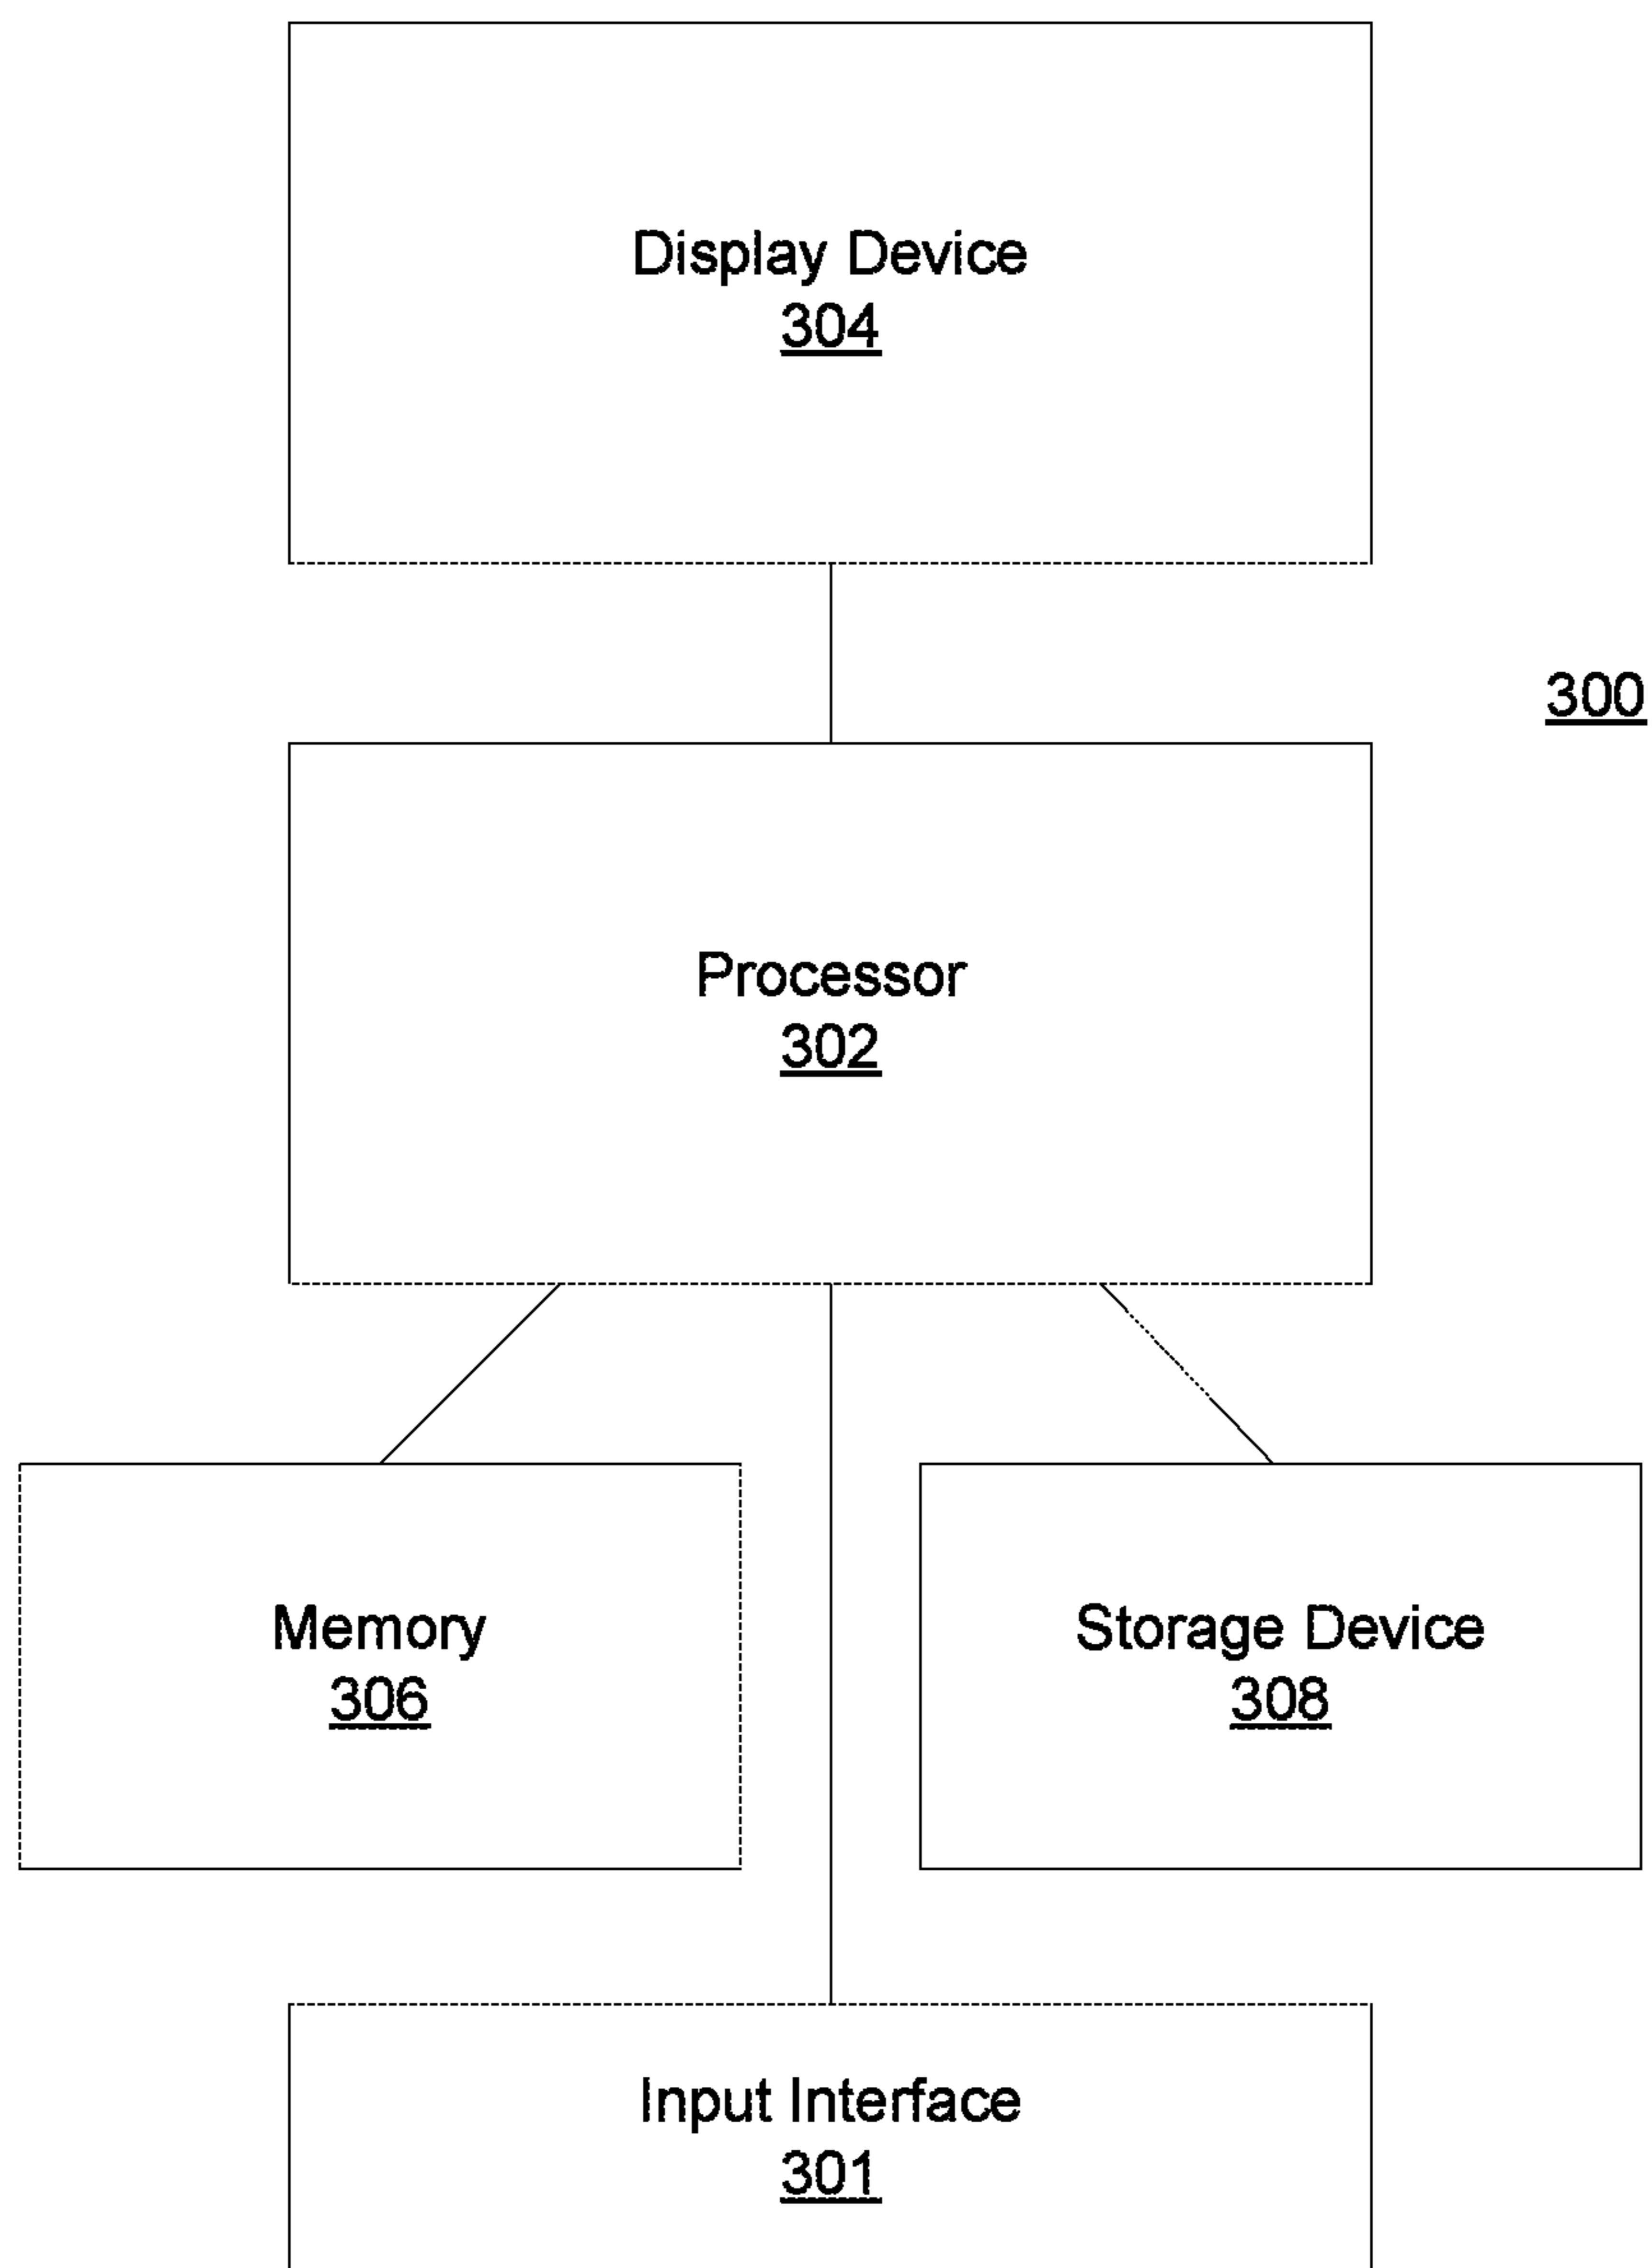 Display Device
304
300
Processor
302
Memory
306
Storage Device
308
Input Interface
301